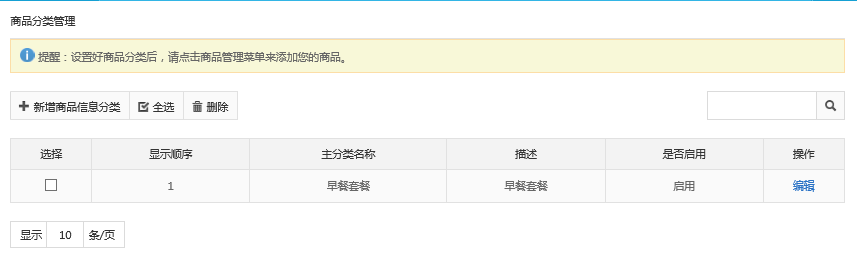 商品分类管理
提醒：设置好商品分类后，请点击商品管理菜单来添加您的商品。
新增商品信息分类 全选 删除
选择 显示顺序 主分类名称 描述 是否启用 操作
1 早餐套餐 早餐套餐 启用 编辑
显示 10 条/页